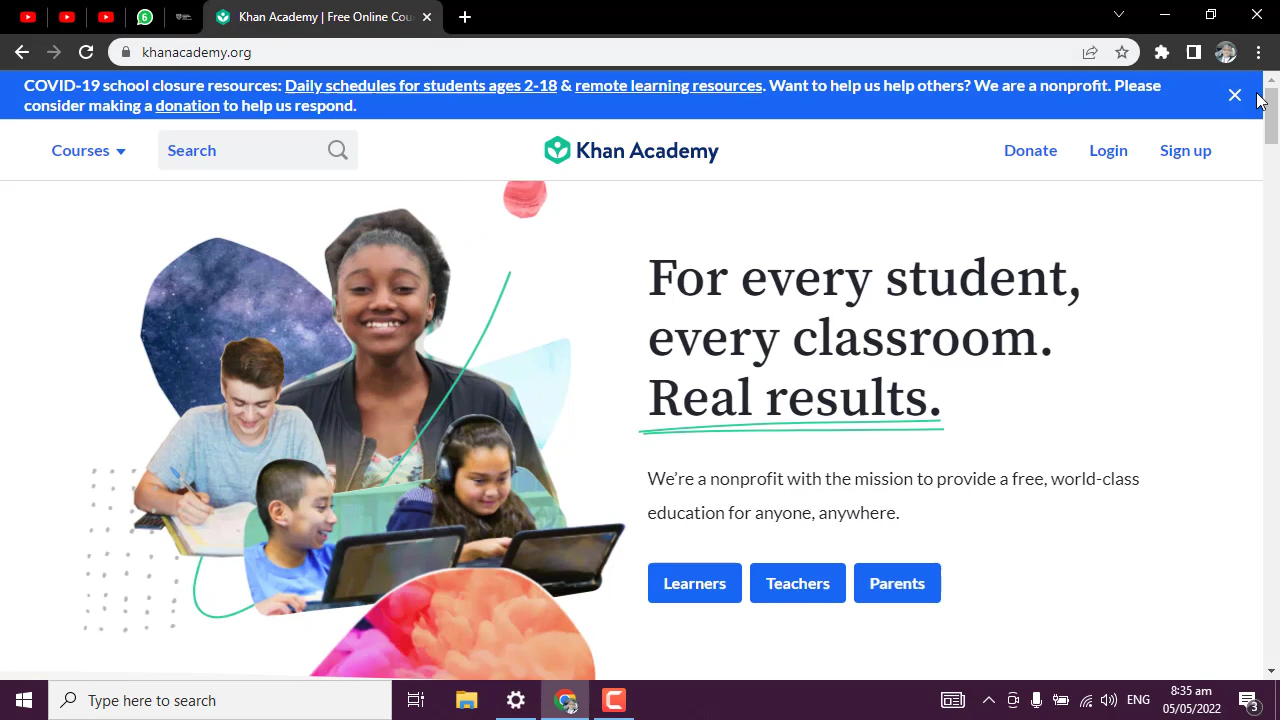 Khan Academy | Free Online Cou
khanacademy.org
COVID-19 school closure resources: Daily schedules for students ages 2-18 & remote learning resources. Want to help us help others? We are a nonprofit. Please
consider making a donation to help us respond.
Courses Search Khan Academy Donate Login Sign up
For every student,
every classroom.
Real results.
We're a nonprofit with the mission to provide a free, world-class
education for anyone, anywhere.
Learners Teachers Parents
Type here to search
ENG
8:35 am
05/05/2022
3